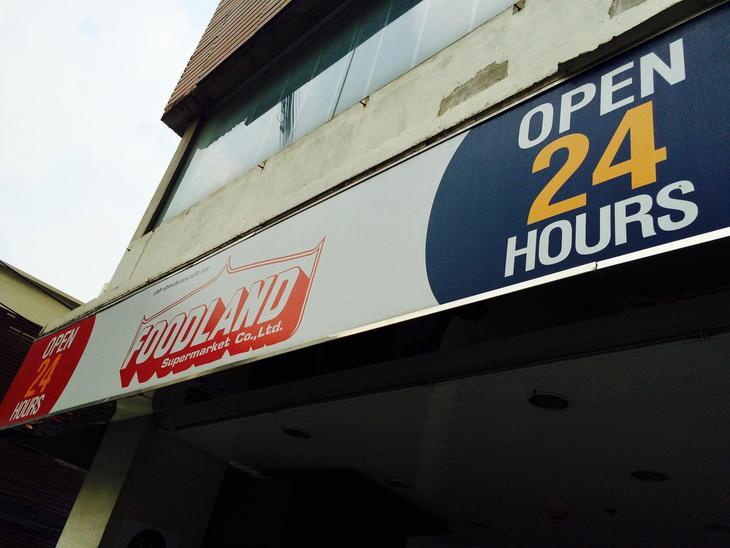 OPEN
24
HOURS
FOODLAND
Supermarket Co.,Ltd.
OPEN
24
HOURS